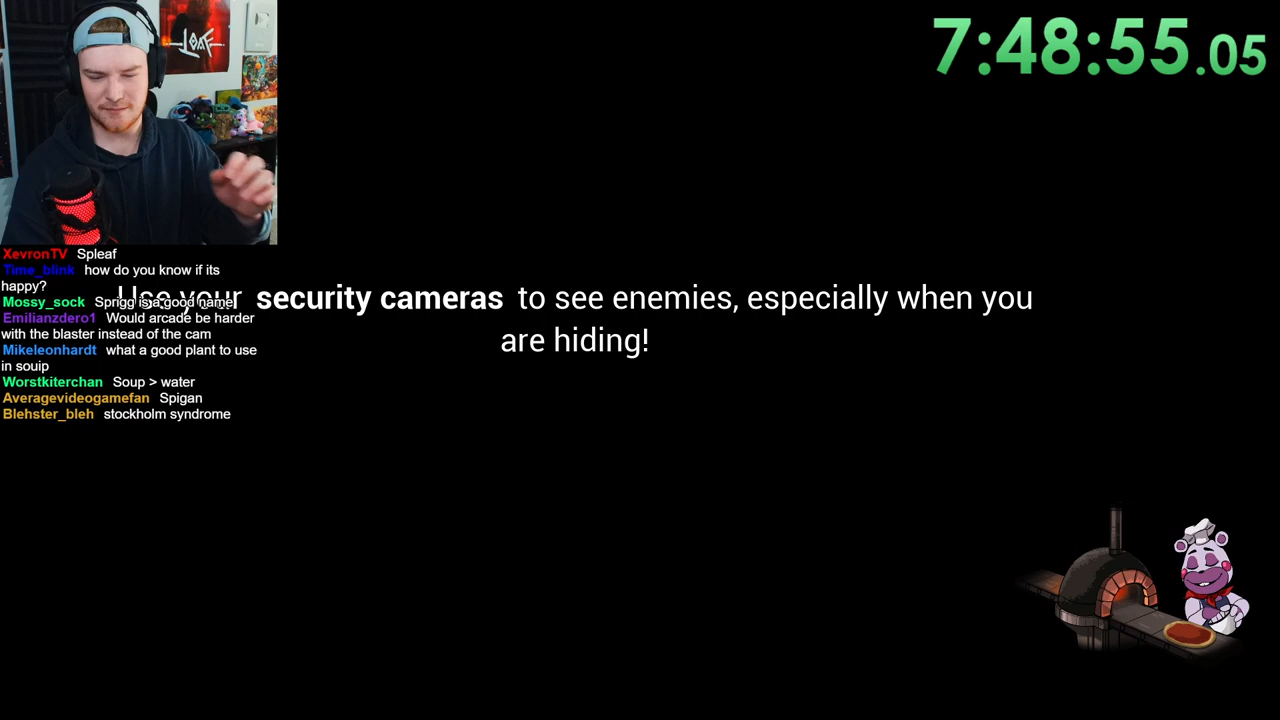 7:48:55.05
LOAF
XevronTV Spleaf
Time_blink how do you know if its
happy?
Mossy_sock Sprigg is a good name
Emilianzdero1 Would arcade be harder
with the blaster instead of the cam
Mikeleonhardt what a good plant to use
in souip
Worstkiterchan Soup > water
Averagevideogamefan Spigan
Blehster_bleh stockholm syndrome
Use your security cameras to see enemies, especially when you
are hiding!